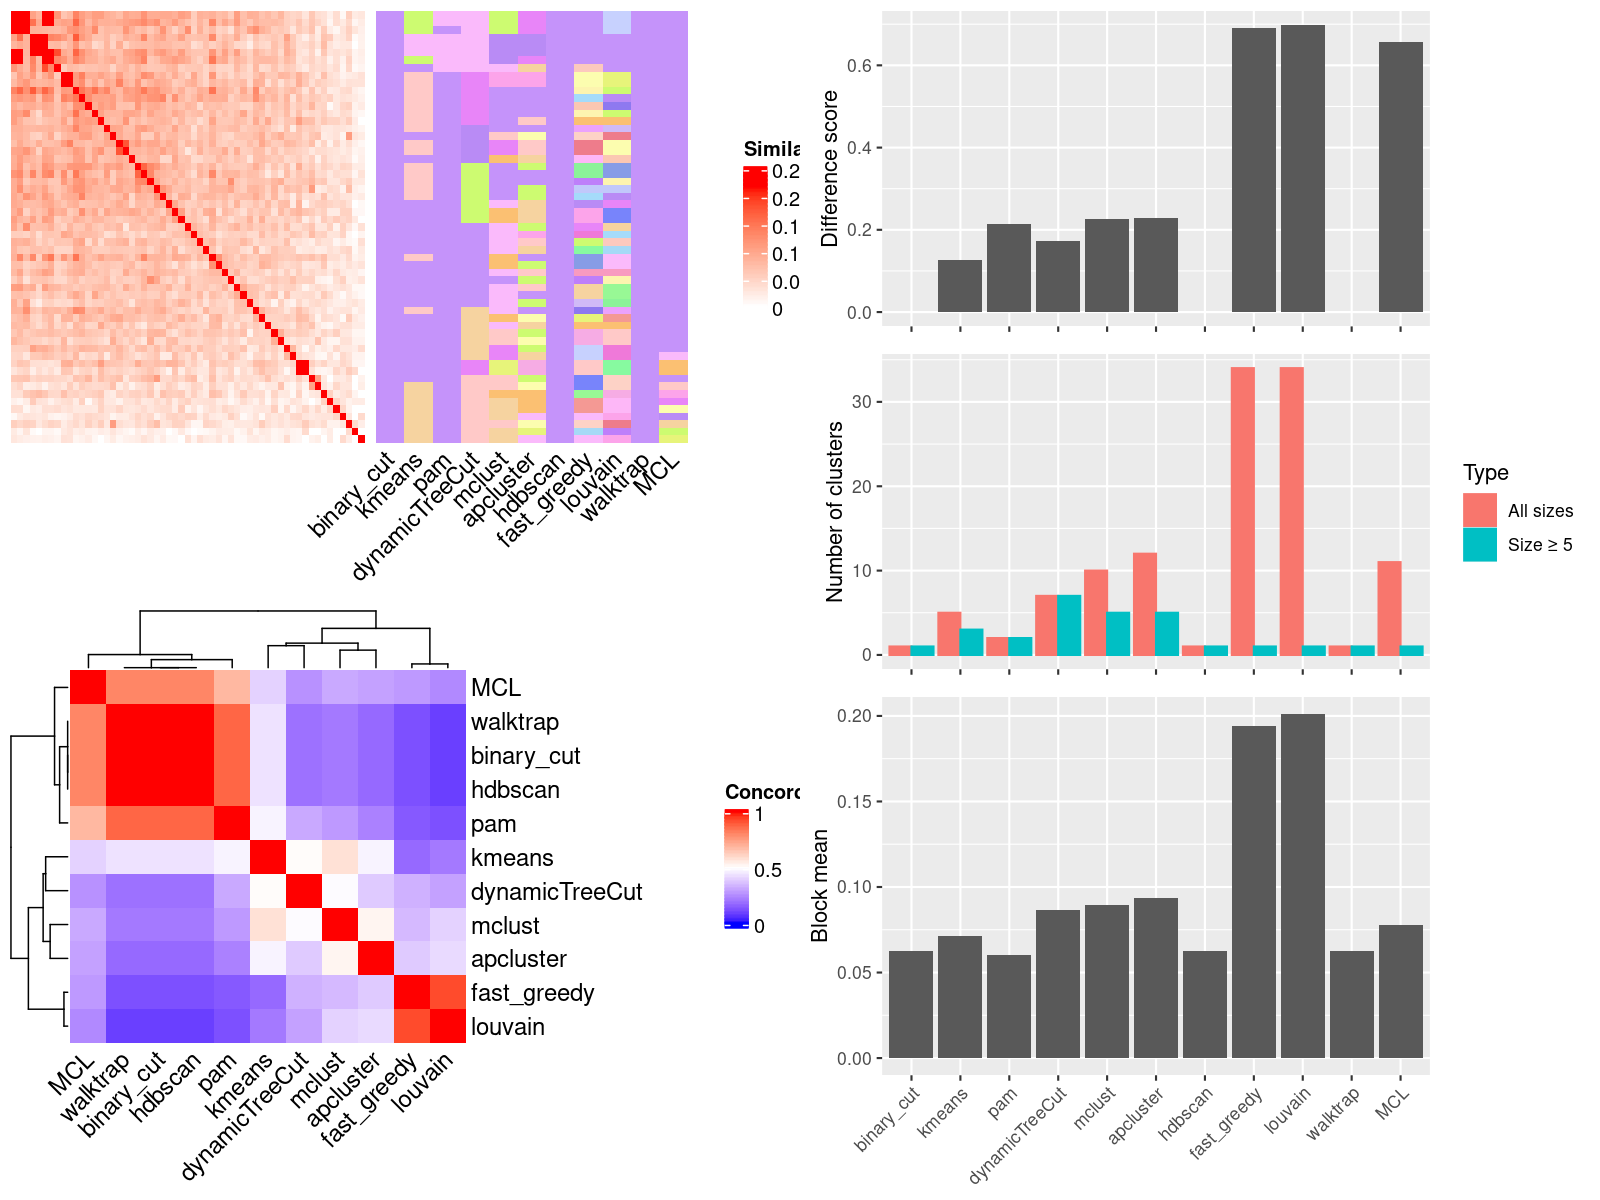 Simila
0.2
0.2
0.1
0.1
0.0
0
binary_cut
kmeans
pam
dynamicTreeCut
mclust
apcluster
hdbscan
fast_greedy
louvain
walktrap
MCL
MCL
walktrap
binary_cut
hdbscan
pam
kmeans
dynamicTreeCut
mclust
apcluster
fast_greedy
louvain
MCL
walktrap
binary_cut
hdbscan
pam
kmeans
dynamicTreeCut
mclust
apcluster
fast_greedy
louvain
Concord
1
0.5
0
Difference score
0.6
0.4
0.2
0.0
Number of clusters
30
20
10
0
Type
All sizes
Size ≥ 5
Block mean
0.20
0.15
0.10
0.05
0.00
binary_cut
kmeans
pam
dynamicTreeCut
mclust
apcluster
hdbscan
fast_greedy
louvain
walktrap
MCL